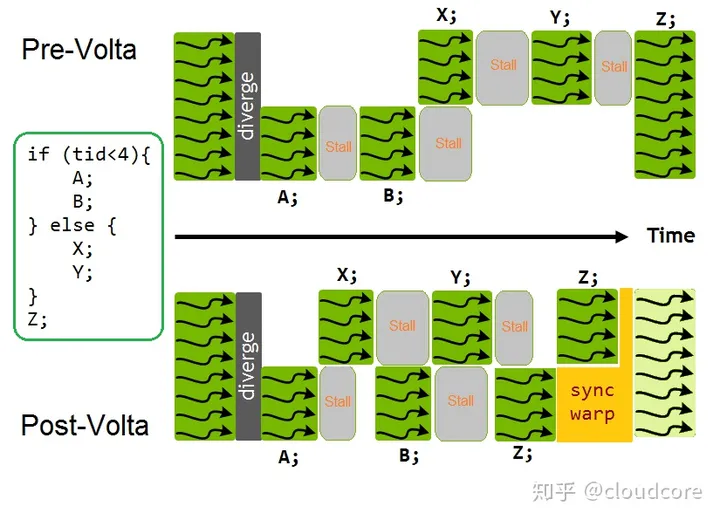 Pre-Volta
X;
Y;
Z;
Stall
Stall
diverge
Stall
Stall
A;
B;
if (tid<4){
A;
B;
} else {
X;
Y;
}
Z;
Time
X;
Y;
Z;
Stall
Stall
diverge
Stall
Stall
sync
warp
Post-Volta
A;
B;
Z;
知乎 @cloudcore